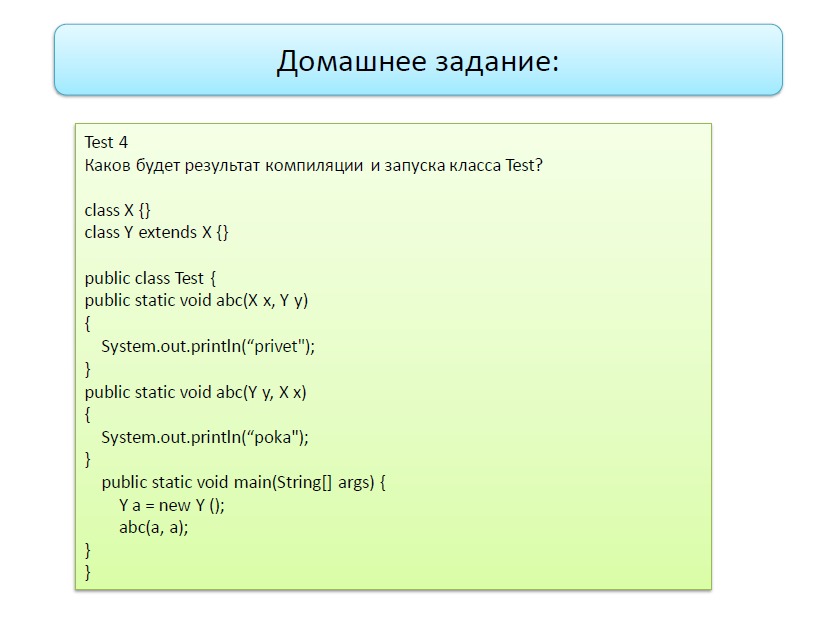 Домашнее задание:
Test 4
Каков будет результат компиляции и запуска класса Test?
class X {}
class Y extends X {}
public class Test {
public static void abc(X x, Y y)
{
System.out.println(“privet");
}
public static void abc(Y y, X x)
{
System.out.println(“poka");
}
public static void main(String[] args) {
Y a = new Y ();
abc(a, a);
}
}